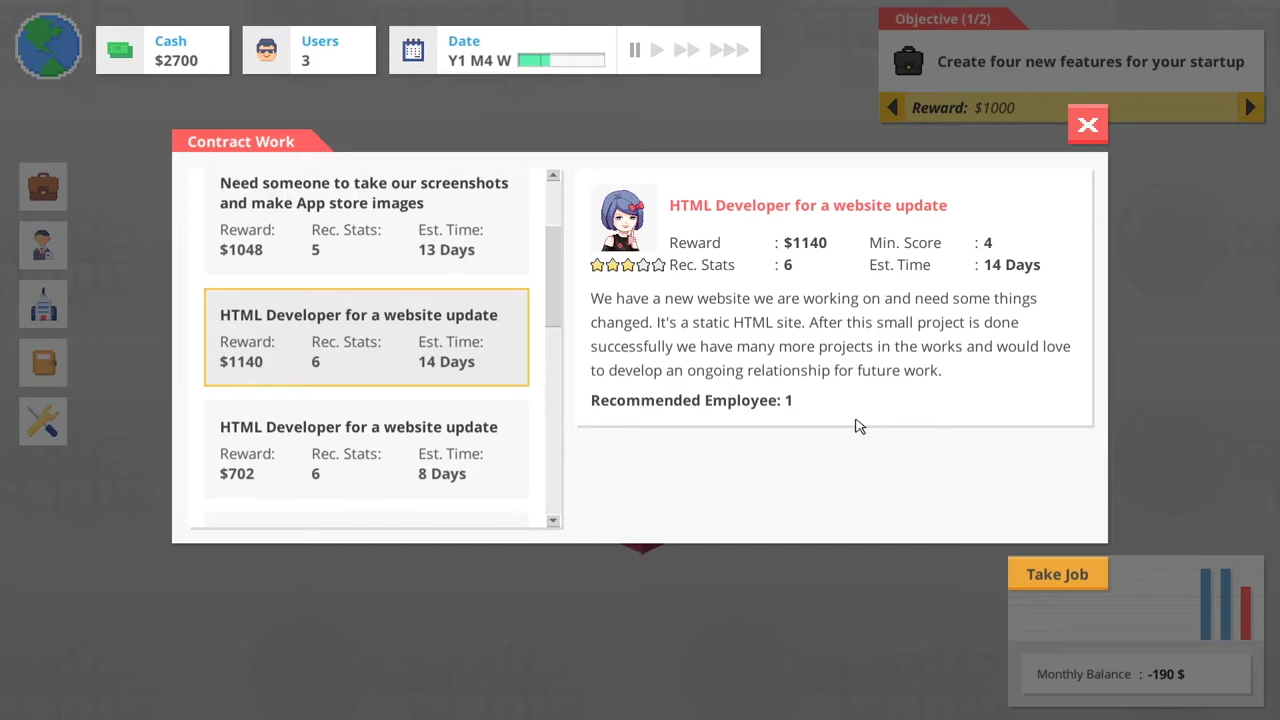 Cash
$2700
Users
3
Date
Y1 M4 W
Objective (1/2)
Create four new features for your startup
Reward: $1000
Contract Work
Need someone to take our screenshots
and make App store images
Reward: Rec. Stats: Est. Time:
$1048 5 13 Days
HTML Developer for a website update
Reward: Rec. Stats: Est. Time:
$1140 6 14 Days
HTML Developer for a website update
Reward: Rec. Stats: Est. Time:
$702 6 8 Days
HTML Developer for a website update
Reward : $1140 Min. Score : 4
Rec. Stats : 6 Est. Time : 14 Days
We have a new website we are working on and need some things
changed. It's a static HTML site. After this small project is done
successfully we have many more projects in the works and would love
to develop an ongoing relationship for future work.
Recommended Employee: 1
Take Job
Monthly Balance : -190 $